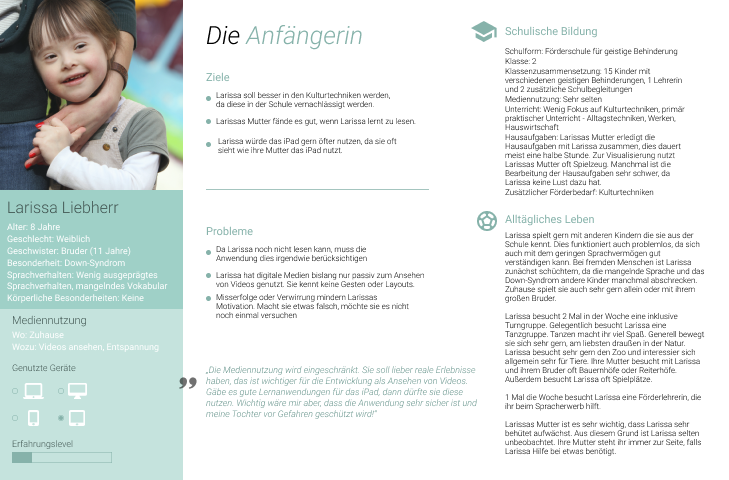 Die Anfängerin
Larissa Liebherr
Alter: 8 Jahre
Geschlecht: Weiblich
Geschwister: Bruder (11 Jahre)
Besonderheit: Down-Syndrom
Sprachverhalten: Wenig ausgeprägtes
Sprachverhalten, mangelndes Vokabular
Körperliche Besonderheiten: Keine
Mediennutzung
Wo: Zuhause
Wozu: Videos ansehen, Entspannung
Genutzte Geräte
Erfahrungslevel
Ziele
Larissa soll besser in den Kulturtechniken werden,
da diese in der Schule vernachlässigt werden.
Larissas Mutter fände es gut, wenn Larissa lernt zu lesen.
Larissa würde das iPad gern öfter nutzen, da sie oft
sieht wie ihre Mutter das iPad nutzt.
Probleme
Da Larissa noch nicht lesen kann, muss die
Anwendung dies irgendwie berücksichtigen
Larissa hat digitale Medien bislang nur passiv zum Ansehen
von Videos genutzt. Sie kennt keine Gesten oder Layouts.
Misserfolge oder Verwirrung mindern Larissas
Motivation. Macht sie etwas falsch, möchte sie es nicht
noch einmal versuchen
„Die Mediennutzung wird eingeschränkt. Sie soll lieber reale Erlebnisse
haben, das ist wichtiger für die Entwicklung als Ansehen von Videos.
Gäbe es gute Lernanwendungen für das iPad, dann dürfte sie diese
nutzen. Wichtig wäre mir aber, dass die Anwendung sehr sicher ist und
meine Tochter vor Gefahren geschützt wird!“
Schulische Bildung
Schulform: Förderschule für geistige Behinderung
Klasse: 2
Klassenzusammensetzung: 15 Kinder mit
verschiedenen geistigen Behinderungen, 1 Lehrerin
und 2 zusätzliche Schulbegleitungen
Mediennutzung: Sehr selten
Unterricht: Wenig Fokus auf Kulturtechniken, primär
praktischer Unterricht - Alltagstechniken, Werken,
Hauswirtschaft
Hausaufgaben: Larissas Mutter erledigt die
Hausaufgaben mit Larissa zusammen, dies dauert
meist eine halbe Stunde. Zur Visualisierung nutzt
Larissas Mutter oft Spielzeug. Manchmal ist die
Bearbeitung der Hausaufgaben sehr schwer, da
Larissa keine Lust dazu hat.
Zusätzlicher Förderbedarf: Kulturtechniken
Alltägliches Leben
Larissa spielt gern mit anderen Kindern die sie aus der
Schule kennt. Dies funktioniert auch problemlos, da sich
auch mit dem geringen Sprachvermögen gut
verständigen kann. Bei fremden Menschen ist Larissa
zunächst schüchtern, da die mangelnde Sprache und das
Down-Syndrom andere Kinder manchmal abschrecken.
Zuhause spielt sie auch sehr gern allein oder mit ihrem
großen Bruder.
Larissa besucht 2 Mal in der Woche eine inklusive
Turngruppe. Gelegentlich besucht Larissa eine
Tanzgruppe. Tanzen macht ihr viel Spaß. Generell bewegt
sie sich sehr gern, am liebsten draußen in der Natur.
Larissa besucht sehr gern den Zoo und interessier sich
allgemein sehr für Tiere. Ihre Mutter besucht mit Larissa
und ihrem Bruder oft Bauernhöfe oder Reiterhöfe.
Außerdem besucht Larissa oft Spielplätze.
1 Mal die Woche besucht Larissa eine Förderlehrerin, die
ihr beim Spracherwerb hilft.
Larissas Mutter ist es sehr wichtig, dass Larissa sehr
behütet aufwächst. Aus diesem Grund ist Larissa selten
unbeobachtet. Ihre Mutter steht ihr immer zur Seite, falls
Larissa Hilfe bei etwas benötigt.